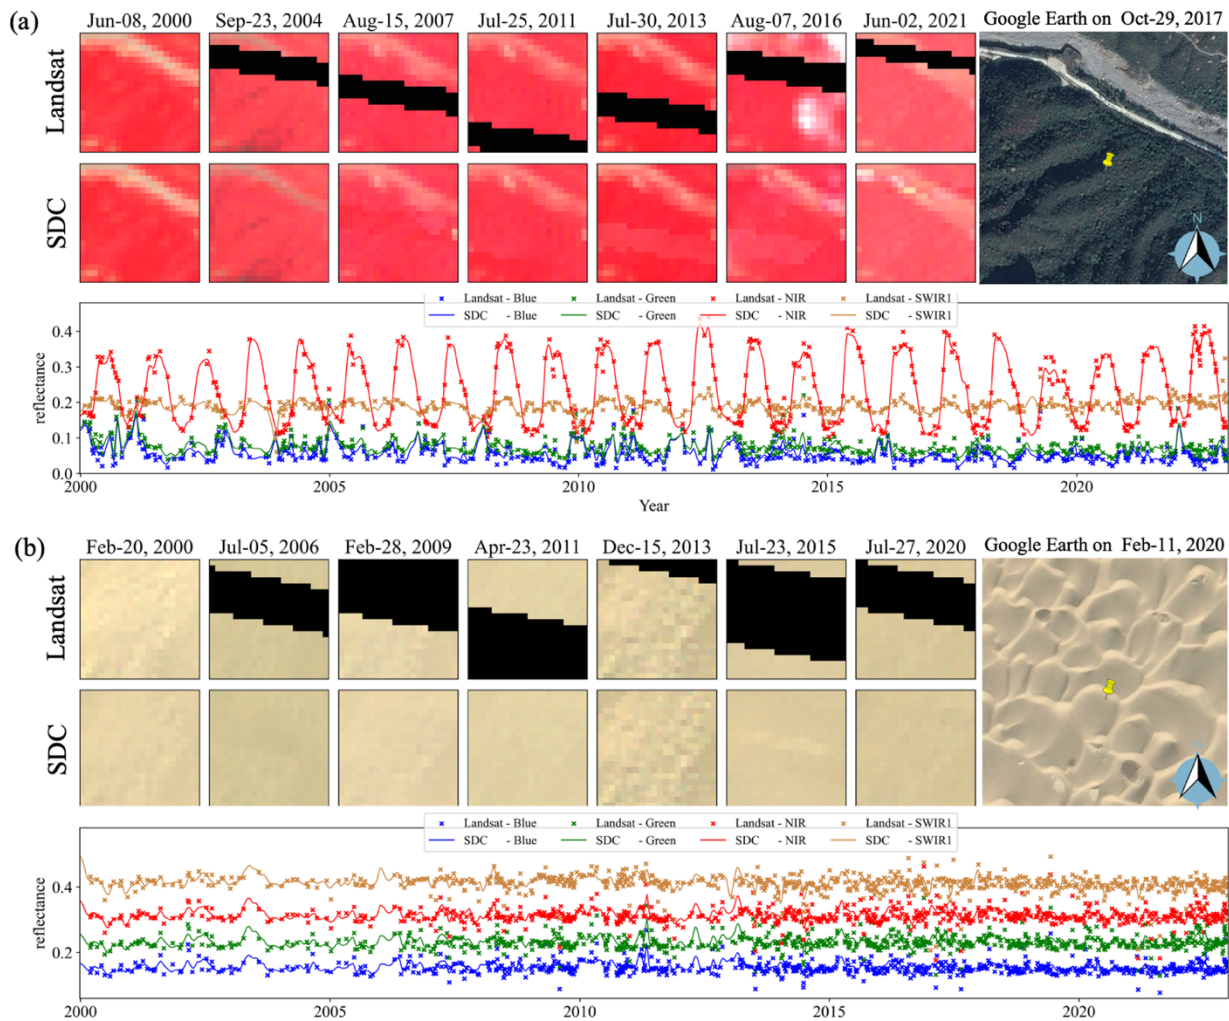 (a)
Jun-08, 2000 Sep-23, 2004 Aug-15, 2007 Jul-25, 2011 Jul-30, 2013 Aug-07, 2016 Jun-02, 2021 Google Earth on Oct-29, 2017
Landsat
SDC
N
Landsat - Blue Landsat - Green Landsat - NIR Landsat - SWIR1
SDC - Blue SDC - Green SDC - NIR SDC - SWIR1
reflectance
0.4
0.3
0.2
0.1
0.0
2000 2005 2010 2015 2020
Year
(b)
Feb-20, 2000 Jul-05, 2006 Feb-28, 2009 Apr-23, 2011 Dec-15, 2013 Jul-23, 2015 Jul-27, 2020 Google Earth on Feb-11, 2020
Landsat
SDC
N
Landsat - Blue Landsat - Green Landsat - NIR Landsat - SWIR1
SDC - Blue SDC - Green SDC - NIR SDC - SWIR1
reflectance
0.4
0.2
2000 2005 2010 2015 2020